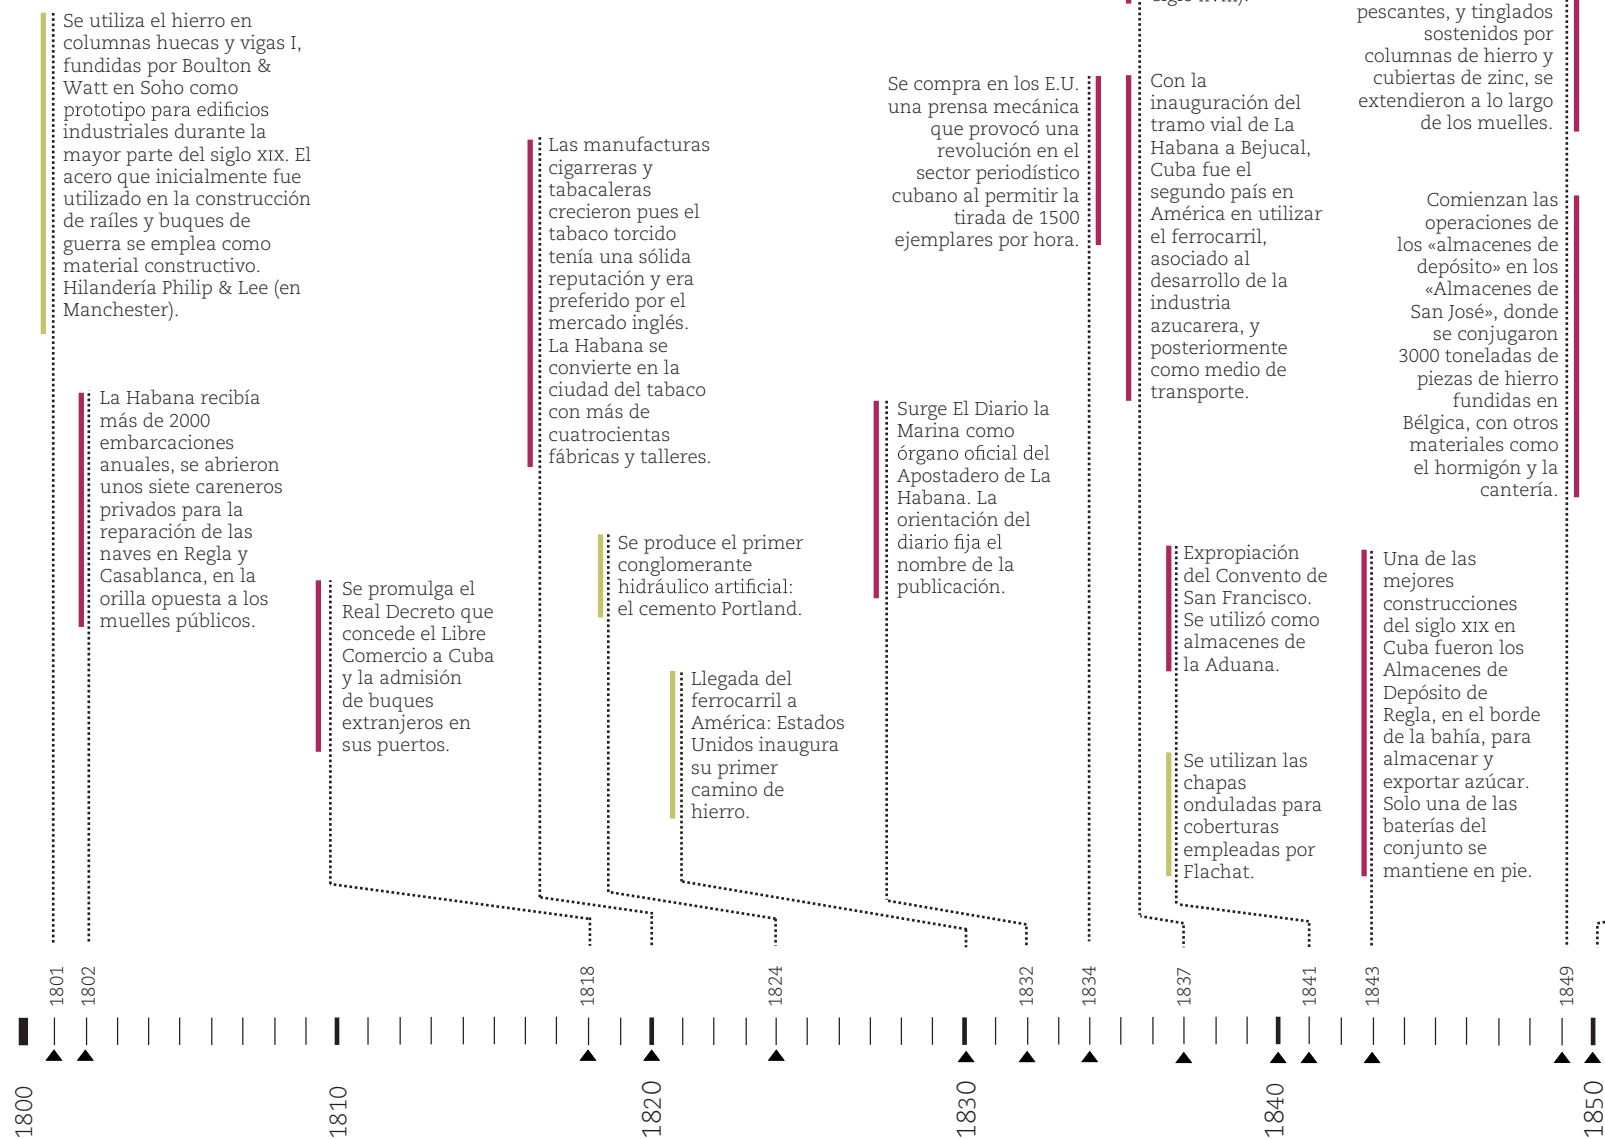 Se utiliza el hierro en
columnas huecas y vigas I,
fundidas por Boulton &
Watt en Soho como
prototipo para edificios
industriales durante la
mayor parte del siglo XIX. El
acero que inicialmente fue
utilizado en la construcción
de raíles y buques de
guerra se emplea como
material constructivo.
Hilandería Philip & Lee (en
Manchester).
La Habana recibía
más de 2000
embarcaciones
anuales, se abrieron
unos siete careneros
privados para la
reparación de las
naves en Regla y
Casablanca, en la
orilla opuesta a los
muelles públicos.
Se promulga el
Real Decreto que
concede el Libre
Comercio a Cuba
y la admisión
de buques
extranjeros en
sus puertos.
Las manufacturas
cigarreras y
tabacaleras
crecieron pues el
tabaco torcido
tenía una sólida
reputación y era
preferido por el
mercado inglés.
La Habana se
convierte en la
ciudad del tabaco
con más de
cuatrocientas
fábricas y talleres.
Se produce el primer
conglomerante
hidráulico artificial:
el cemento Portland.
Llegada del
ferrocarril a
América: Estados
Unidos inaugura
su primer
camino de
hierro.
Surge El Diario la
Marina como
órgano oficial del
Apostadero de La
Habana. La
orientación del
diario fija el
nombre de la
publicación.
Se compra en los E.U.
una prensa mecánica
que provocó una
revolución en el
sector periodístico
cubano al permitir la
tirada de 1500
ejemplares por hora.
Con la
inauguración del
tramo vial de La
Habana a Bejucal,
Cuba fue el
segundo país en
América en utilizar
el ferrocarril,
asociado al
desarrollo de la
industria
azucarera, y
posteriormente
como medio de
transporte.
Expropiación
del Convento de
San Francisco.
Se utilizó como
almacenes de
la Aduana.
Se utilizan las
chapas
onduladas para
coberturas
empleadas por
Flachat.
Una de las
mejores
construcciones
del siglo XIX en
Cuba fueron los
Almacenes de
Depósito de
Regla, en el borde
de la bahía, para
almacenar y
exportar azúcar.
Solo una de las
baterías del
conjunto se
mantiene en pie.
pescantes, y tinglados
sostenidos por
columnas de hierro y
cubiertas de zinc, se
extendieron a lo largo
de los muelles.
Comienzan las
operaciones de
los «almacenes de
depósito» en los
«Almacenes de
San José», donde
se conjugaron
3000 toneladas de
piezas de hierro
fundidas en
Bélgica, con otros
materiales como
el hormigón y la
cantería.
1801
1802
1818
1824
1832
1834
1837
1841
1843
1849
1800
1810
1820
1830
1840
1850